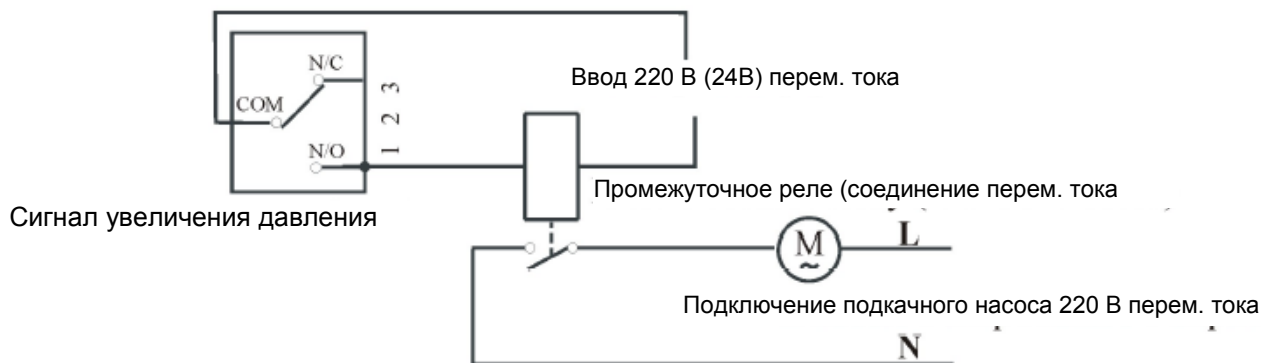 N/C
Ввод 220 В (24В) перем. тока
COM
1 2 3
N/O
Промежуточное реле (соединение перем. тока
Сигнал увеличения давления
L
M
~
Подключение подкачного насоса 220 В перем. тока
N